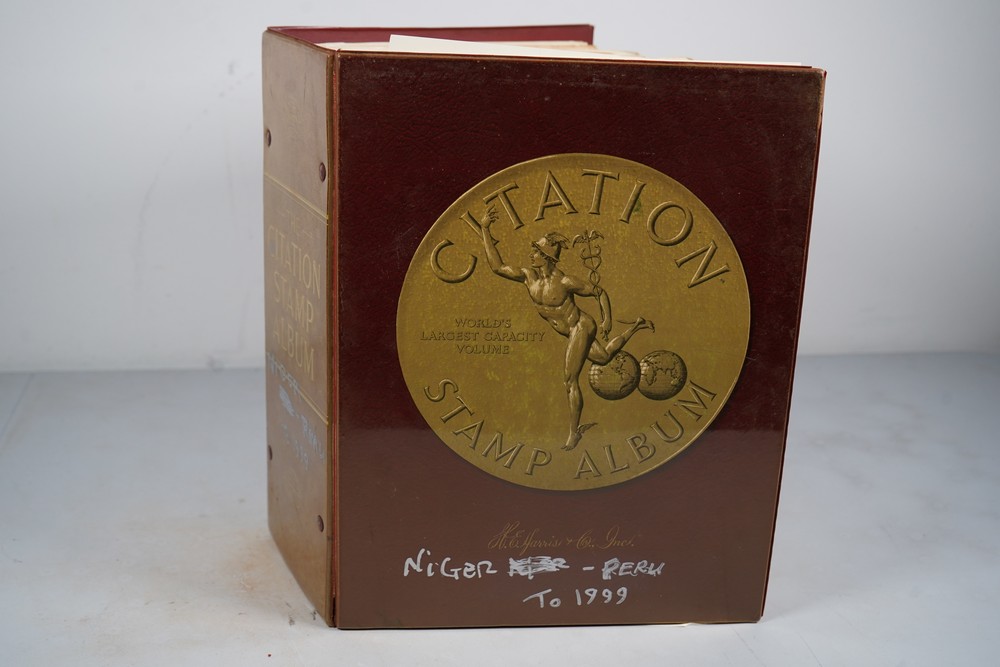 CITATION
STAMP
ALBUM
CITATION
WORLD'S
LARGEST CAPACITY
VOLUME
STAMP ALBUM
H.E. Harris & Co., Inc.
NiGER - PERU
To 1999